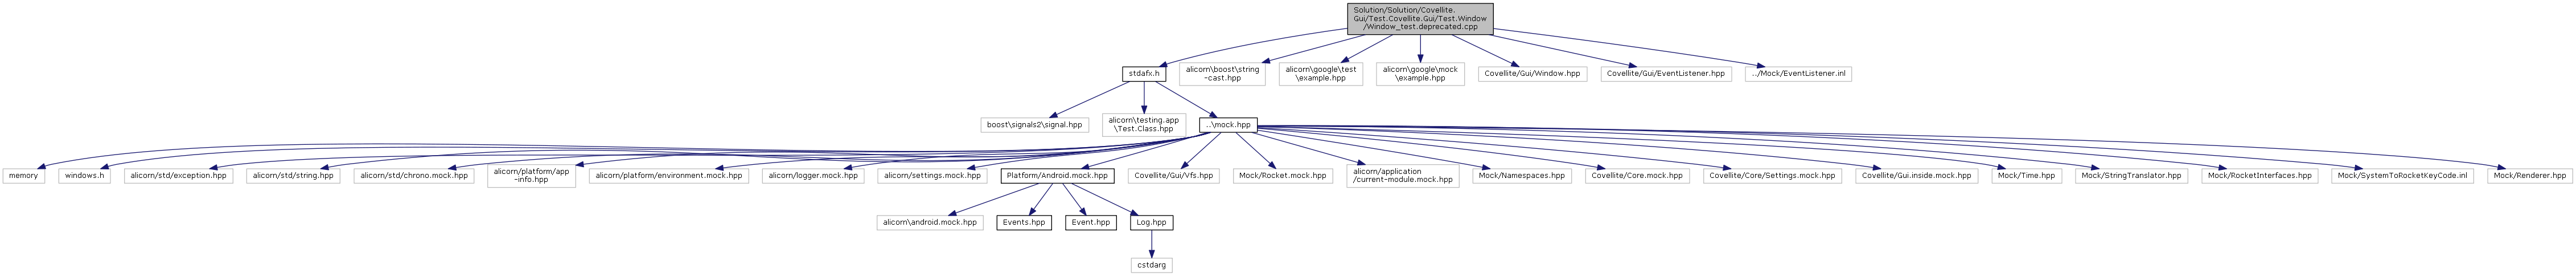 Solution/Solution/Covellite.
Gui/Test.Covellite.Gui/Test.Window
/Window_test.deprecated.cpp
stdafx.h
alicorn\boost\string
-cast.hpp
alicorn\google\test
\example.hpp
alicorn\google\mock
\example.hpp
Covellite/Gui/Window.hpp
Covellite/Gui/EventListener.hpp
../Mock/EventListener.inl
boost\signals2\signal.hpp
alicorn\testing.app
\Test.Class.hpp
..\mock.hpp
memory
windows.h
alicorn/std/exception.hpp
alicorn/std/string.hpp
alicorn/std/chrono.mock.hpp
alicorn/platform/app
-info.hpp
alicorn/platform/environment.mock.hpp
alicorn/logger.mock.hpp
alicorn/settings.mock.hpp
Platform/Android.mock.hpp
Covellite/Gui/Vfs.hpp
Mock/Rocket.mock.hpp
alicorn/application
/current-module.mock.hpp
Mock/Namespaces.hpp
Covellite/Core.mock.hpp
Covellite/Core/Settings.mock.hpp
Covellite/Gui.inside.mock.hpp
Mock/Time.hpp
Mock/StringTranslator.hpp
Mock/RocketInterfaces.hpp
Mock/SystemToRocketKeyCode.inl
Mock/Renderer.hpp
alicorn\android.mock.hpp
Events.hpp
Event.hpp
Log.hpp
cstdarg